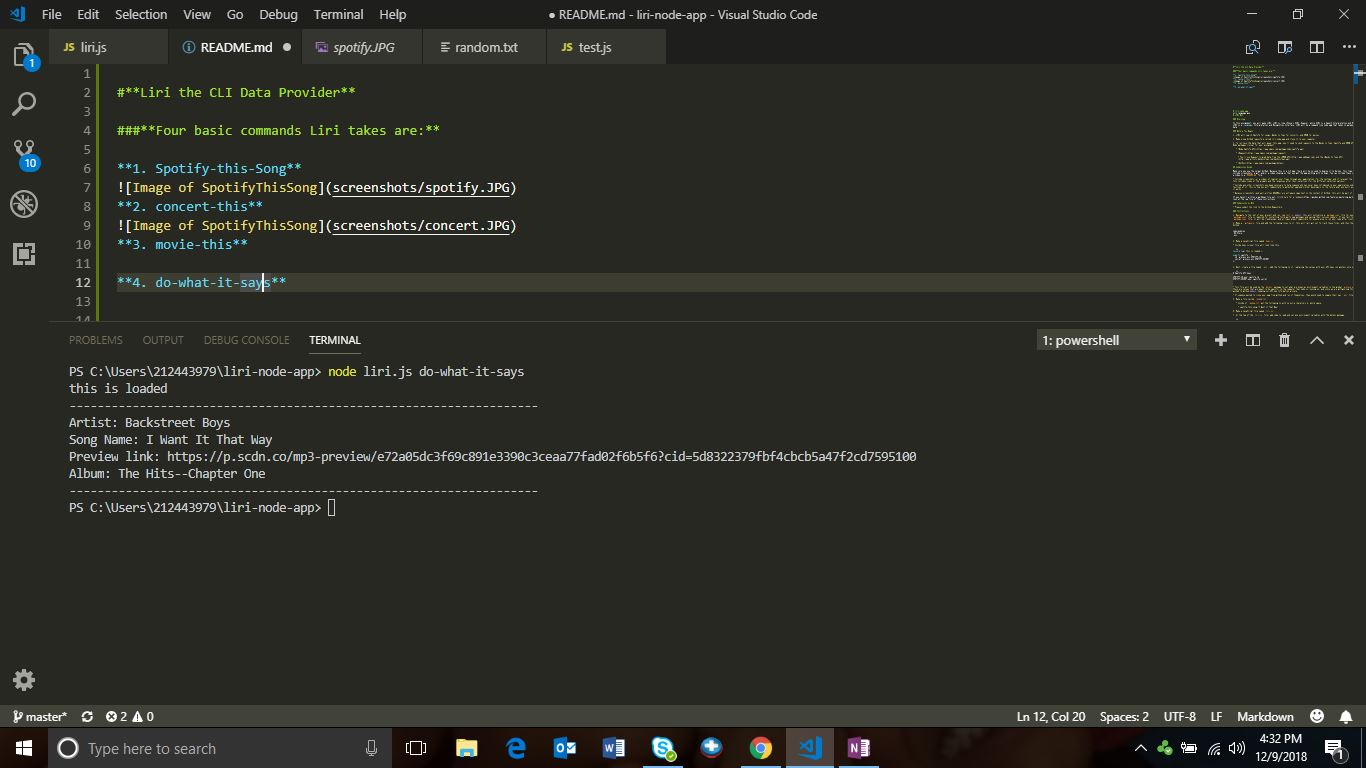 File Edit Selection View Go Debug Terminal Help ● README.md - liri-node-app - Visual Studio Code
JS liri.js README.md ● spotify.JPG random.txt JS test.js
1
1
2 #**Liri the CLI Data Provider**
3
4 ###**Four basic commands Liri takes are:**
5
6 **1. Spotify-this-Song**
7 ![Image of SpotifyThisSong](screenshots/spotify.JPG)
8 **2. concert-this**
9 ![Image of SpotifyThisSong](screenshots/concert.JPG)
10 **3. movie-this**
11
12 **4. do-what-it-says**
13
14
10
PROBLEMS OUTPUT DEBUG CONSOLE TERMINAL 1: powershell
PS C:\Users\212443979\liri-node-app> node liri.js do-what-it-says
this is loaded
-------------------------------------------------------------------
Artist: Backstreet Boys
Song Name: I Want It That Way
Preview link: https://p.scdn.co/mp3-preview/e72a05dc3f69c891e3390c3ceaa77fad02f6b5f6?cid=5d8322379fbf4cbcb5a47f2cd7595100
Album: The Hits--Chapter One
-------------------------------------------------------------------
PS C:\Users\212443979\liri-node-app>
master* 2 0 Ln 12, Col 20 Spaces: 2 UTF-8 LF Markdown
Type here to search
4:32 PM
12/9/2018
1